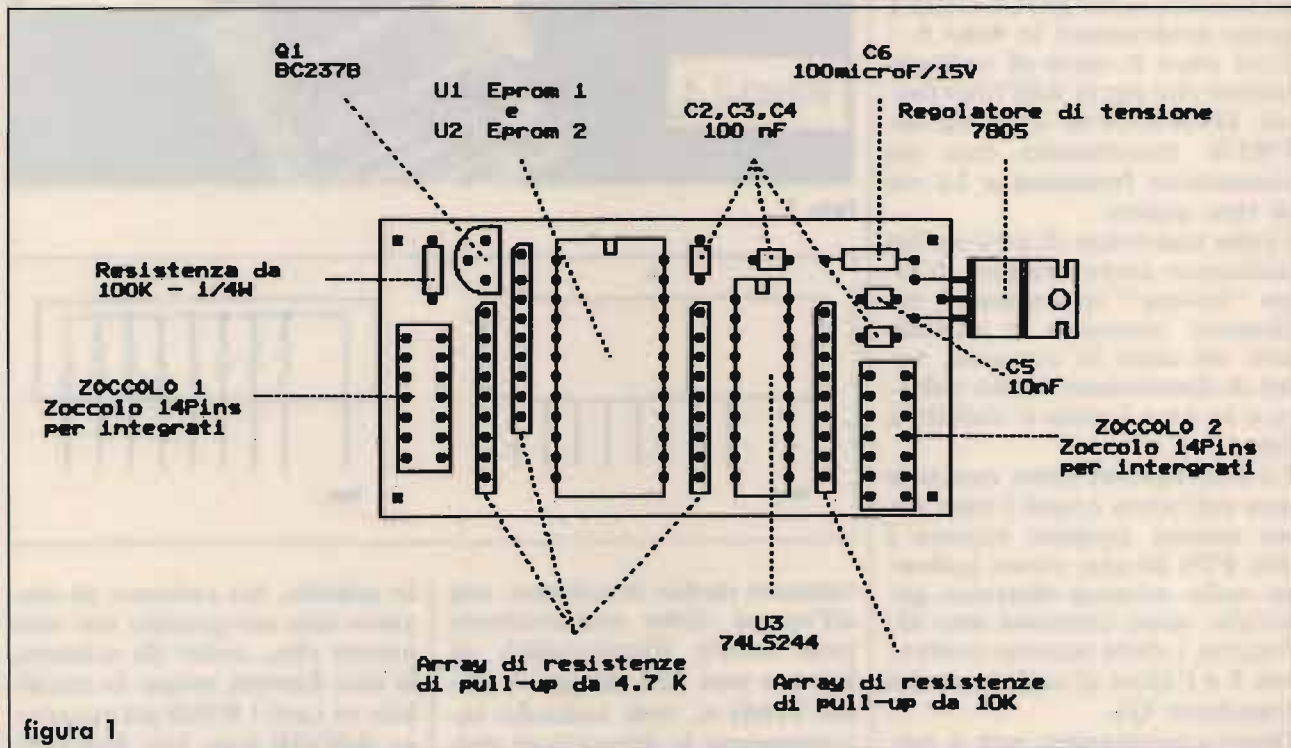 Q1
BC237B
U1 Eprom 1
e
U2 Eprom 2
C2,C3,C4
100 nF
C6
100microF/15V
Regolatore di tensione
7805
Resistenza da
100K - 1/4W
ZOCCOLO 1
Zoccolo 14Pins
per integrati
C5
10nF
ZOCCOLO 2
Zoccolo 14Pins
per intergrati
U3
74LS244
Array di resistenze
di pull-up da 4.7 K
Array di resistenze
di pull-up da 10K
figura 1